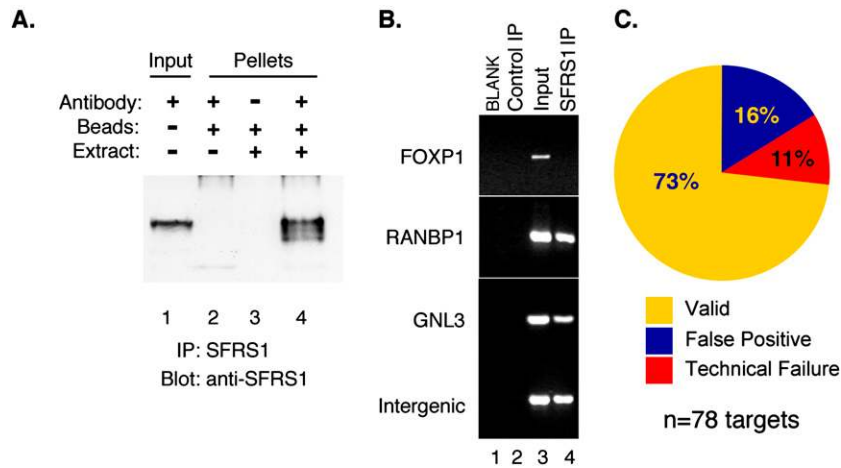 A.
Input Pellets
Antibody: + + - +
Beads: - + + +
Extract: - - + +
1 2 3 4
IP: SFRS1
Blot: anti-SFRS1
B.
BLANK
Control IP
Input
SFRS1 IP
FOXP1
RANBP1
GNL3
Intergenic
1 2 3 4
C.
16%
11%
73%
Valid
False Positive
Technical Failure
n=78 targets